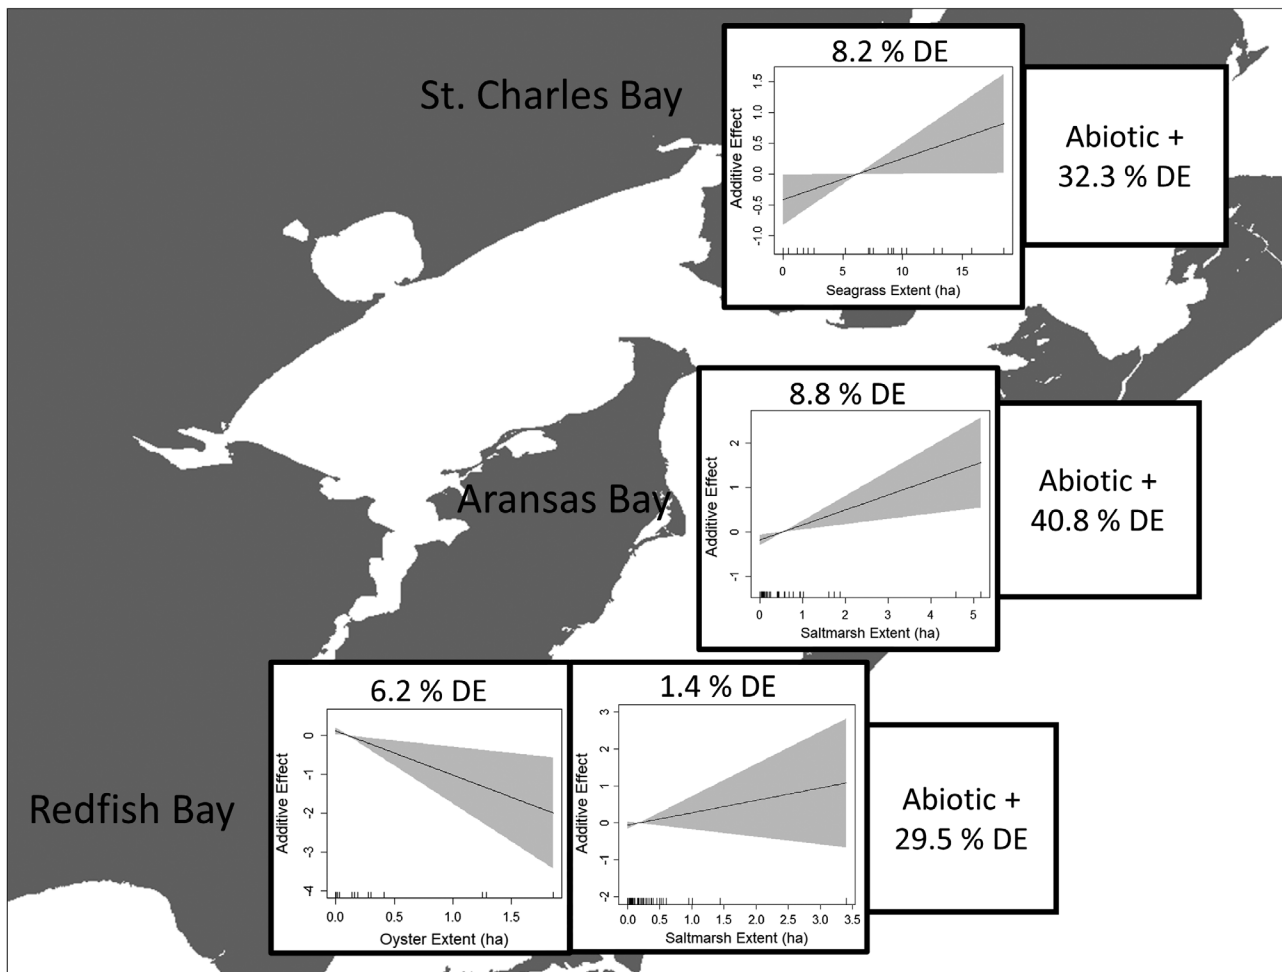 St. Charles Bay
8.2 % DE
Additive Effect
1.5
1.0
0.5
0.0
-0.5
-1.0
0 5 10 15
Seagrass Extent (ha)
Abiotic +
32.3 % DE
Aransas Bay
8.8 % DE
Additive Effect
2
1
0
-1
0 1 2 3 4 5
Saltmarsh Extent (ha)
Abiotic +
40.8 % DE
Redfish Bay
6.2 % DE
Additive Effect
0
-1
-2
-3
-4
0.0 0.5 1.0 1.5
Oyster Extent (ha)
1.4 % DE
Additive Effect
3
2
1
0
-1
-2
0.0 0.5 1.0 1.5 2.0 2.5 3.0 3.5
Saltmarsh Extent (ha)
Abiotic +
29.5 % DE